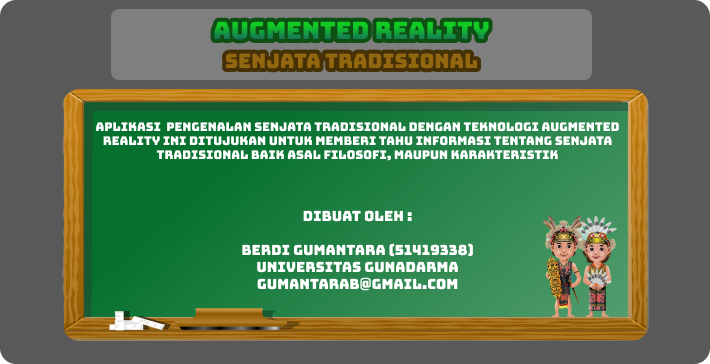 AUGMENTED REALITY
SENJATA TRADISIONAL
APLIKASI PENGENALAN SENJATA TRADISIONAL DENGAN TEKNOLOGI AUGMENTED
REALITY INI DITUJUKAN UNTUK MEMBERI TAHU INFORMASI TENTANG SENJATA
TRADISIONAL BAIK ASAL FILOSOFI, MAUPUN KARAKTERISTIK
DIBUAT OLEH :
BERDI GUMANTARA (51419338)
UNIVERSITAS GUNADARMA
GUMANTARAB@GMAIL.COM